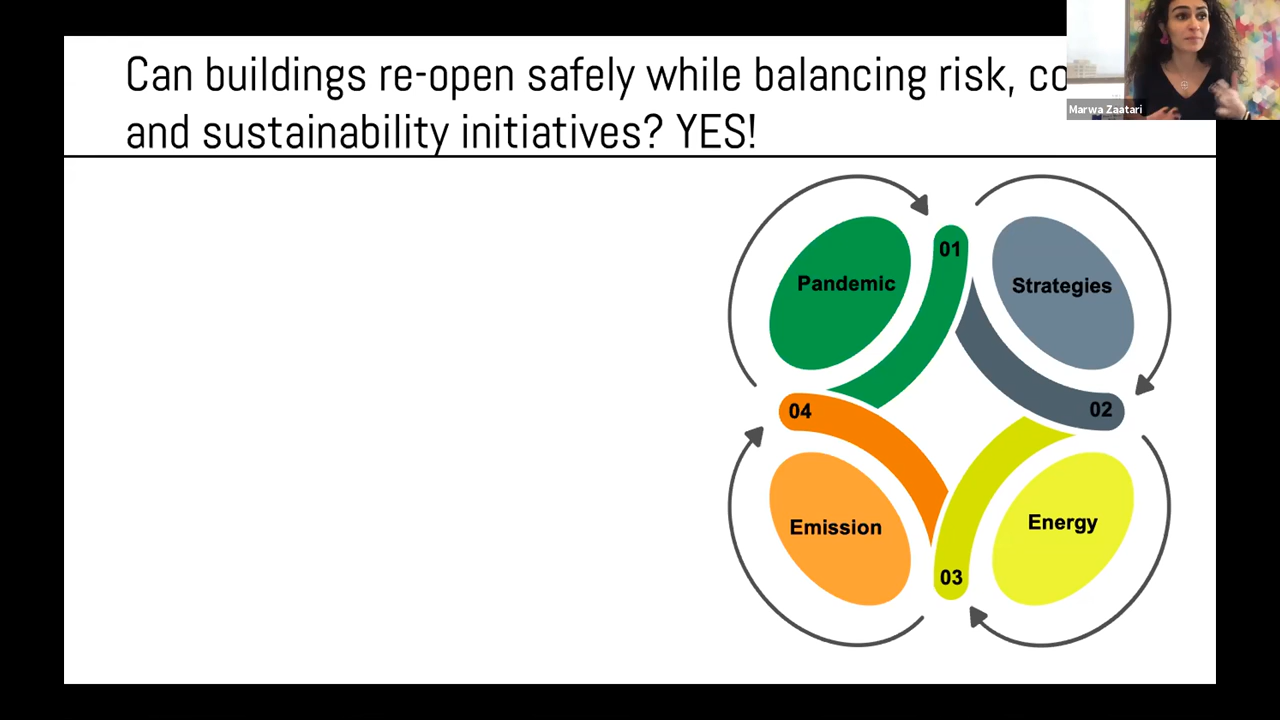 Can buildings re-open safely while balancing risk,
and sustainability initiatives? YES!
Marwa Zaatari
Pandemic
01
Strategies
02
04
Emission
Energy
03